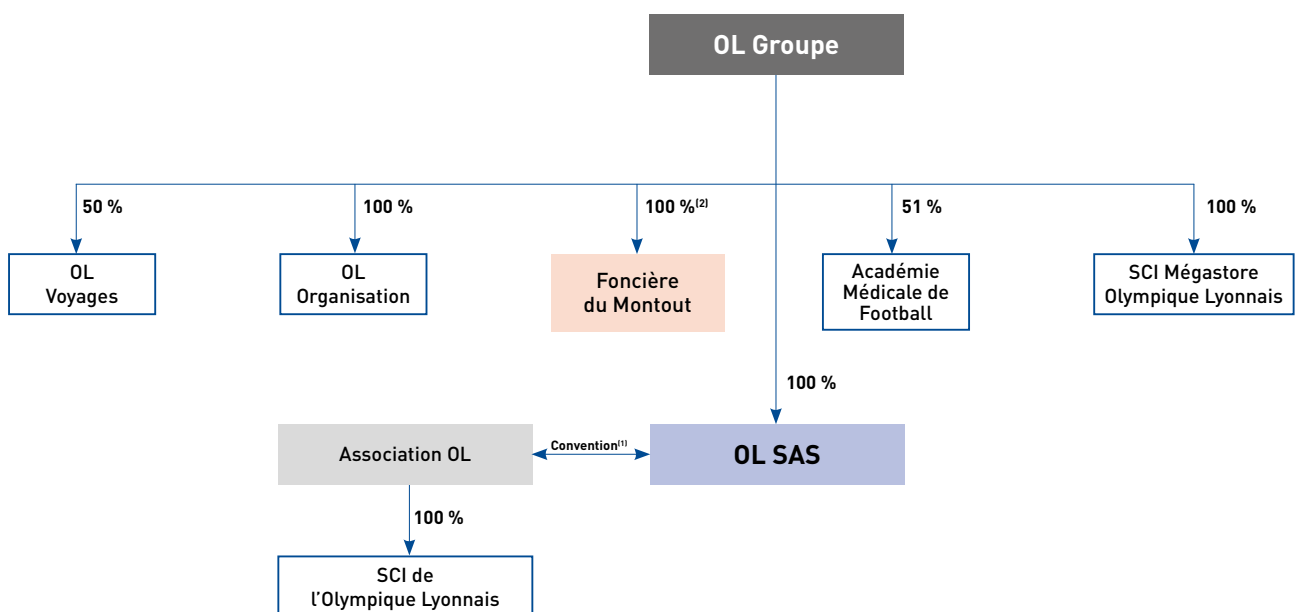 OL Groupe
50 %
100 %
100 %(2)
51 %
100 %
OL
Voyages
OL
Organisation
Foncière
du Montout
Académie
Médicale de
Football
SCI Mégastore
Olympique Lyonnais
100 %
Association OL
Convention(1)
OL SAS
100 %
SCI de
l'Olympique Lyonnais